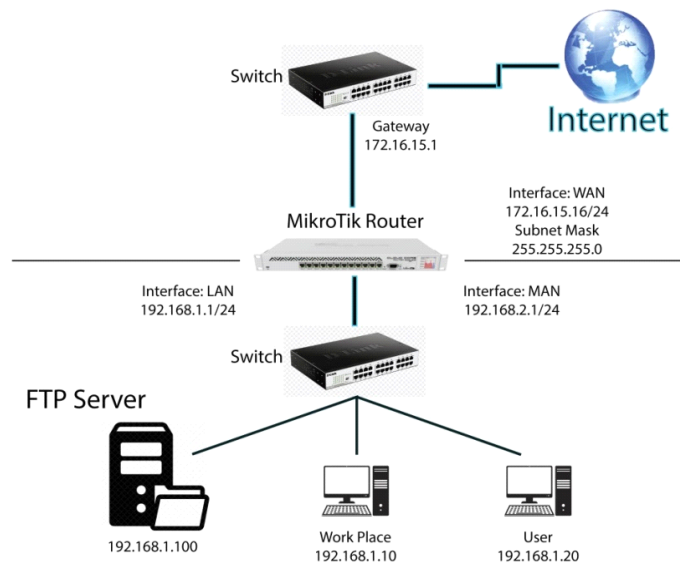 Switch
D-Link
Internet
Gateway
172.16.15.1
Interface: WAN
172.16.15.16/24
Subnet Mask
255.255.255.0
MikroTik Router
Interface: LAN
192.168.1.1/24
Interface: MAN
192.168.2.1/24
Switch
D-Link
FTP Server
192.168.1.100
Work Place
192.168.1.10
User
192.168.1.20